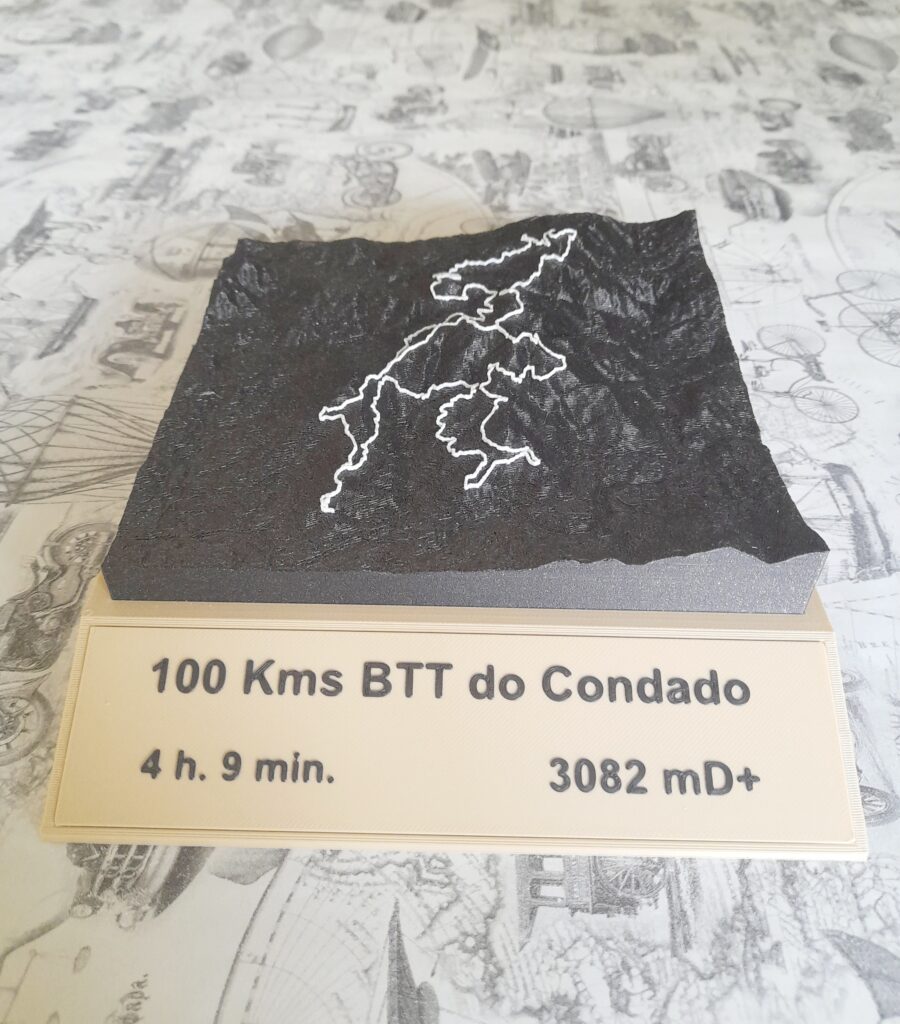 100 Kms BTT do Condado
4 h. 9 min.
3082 mD+